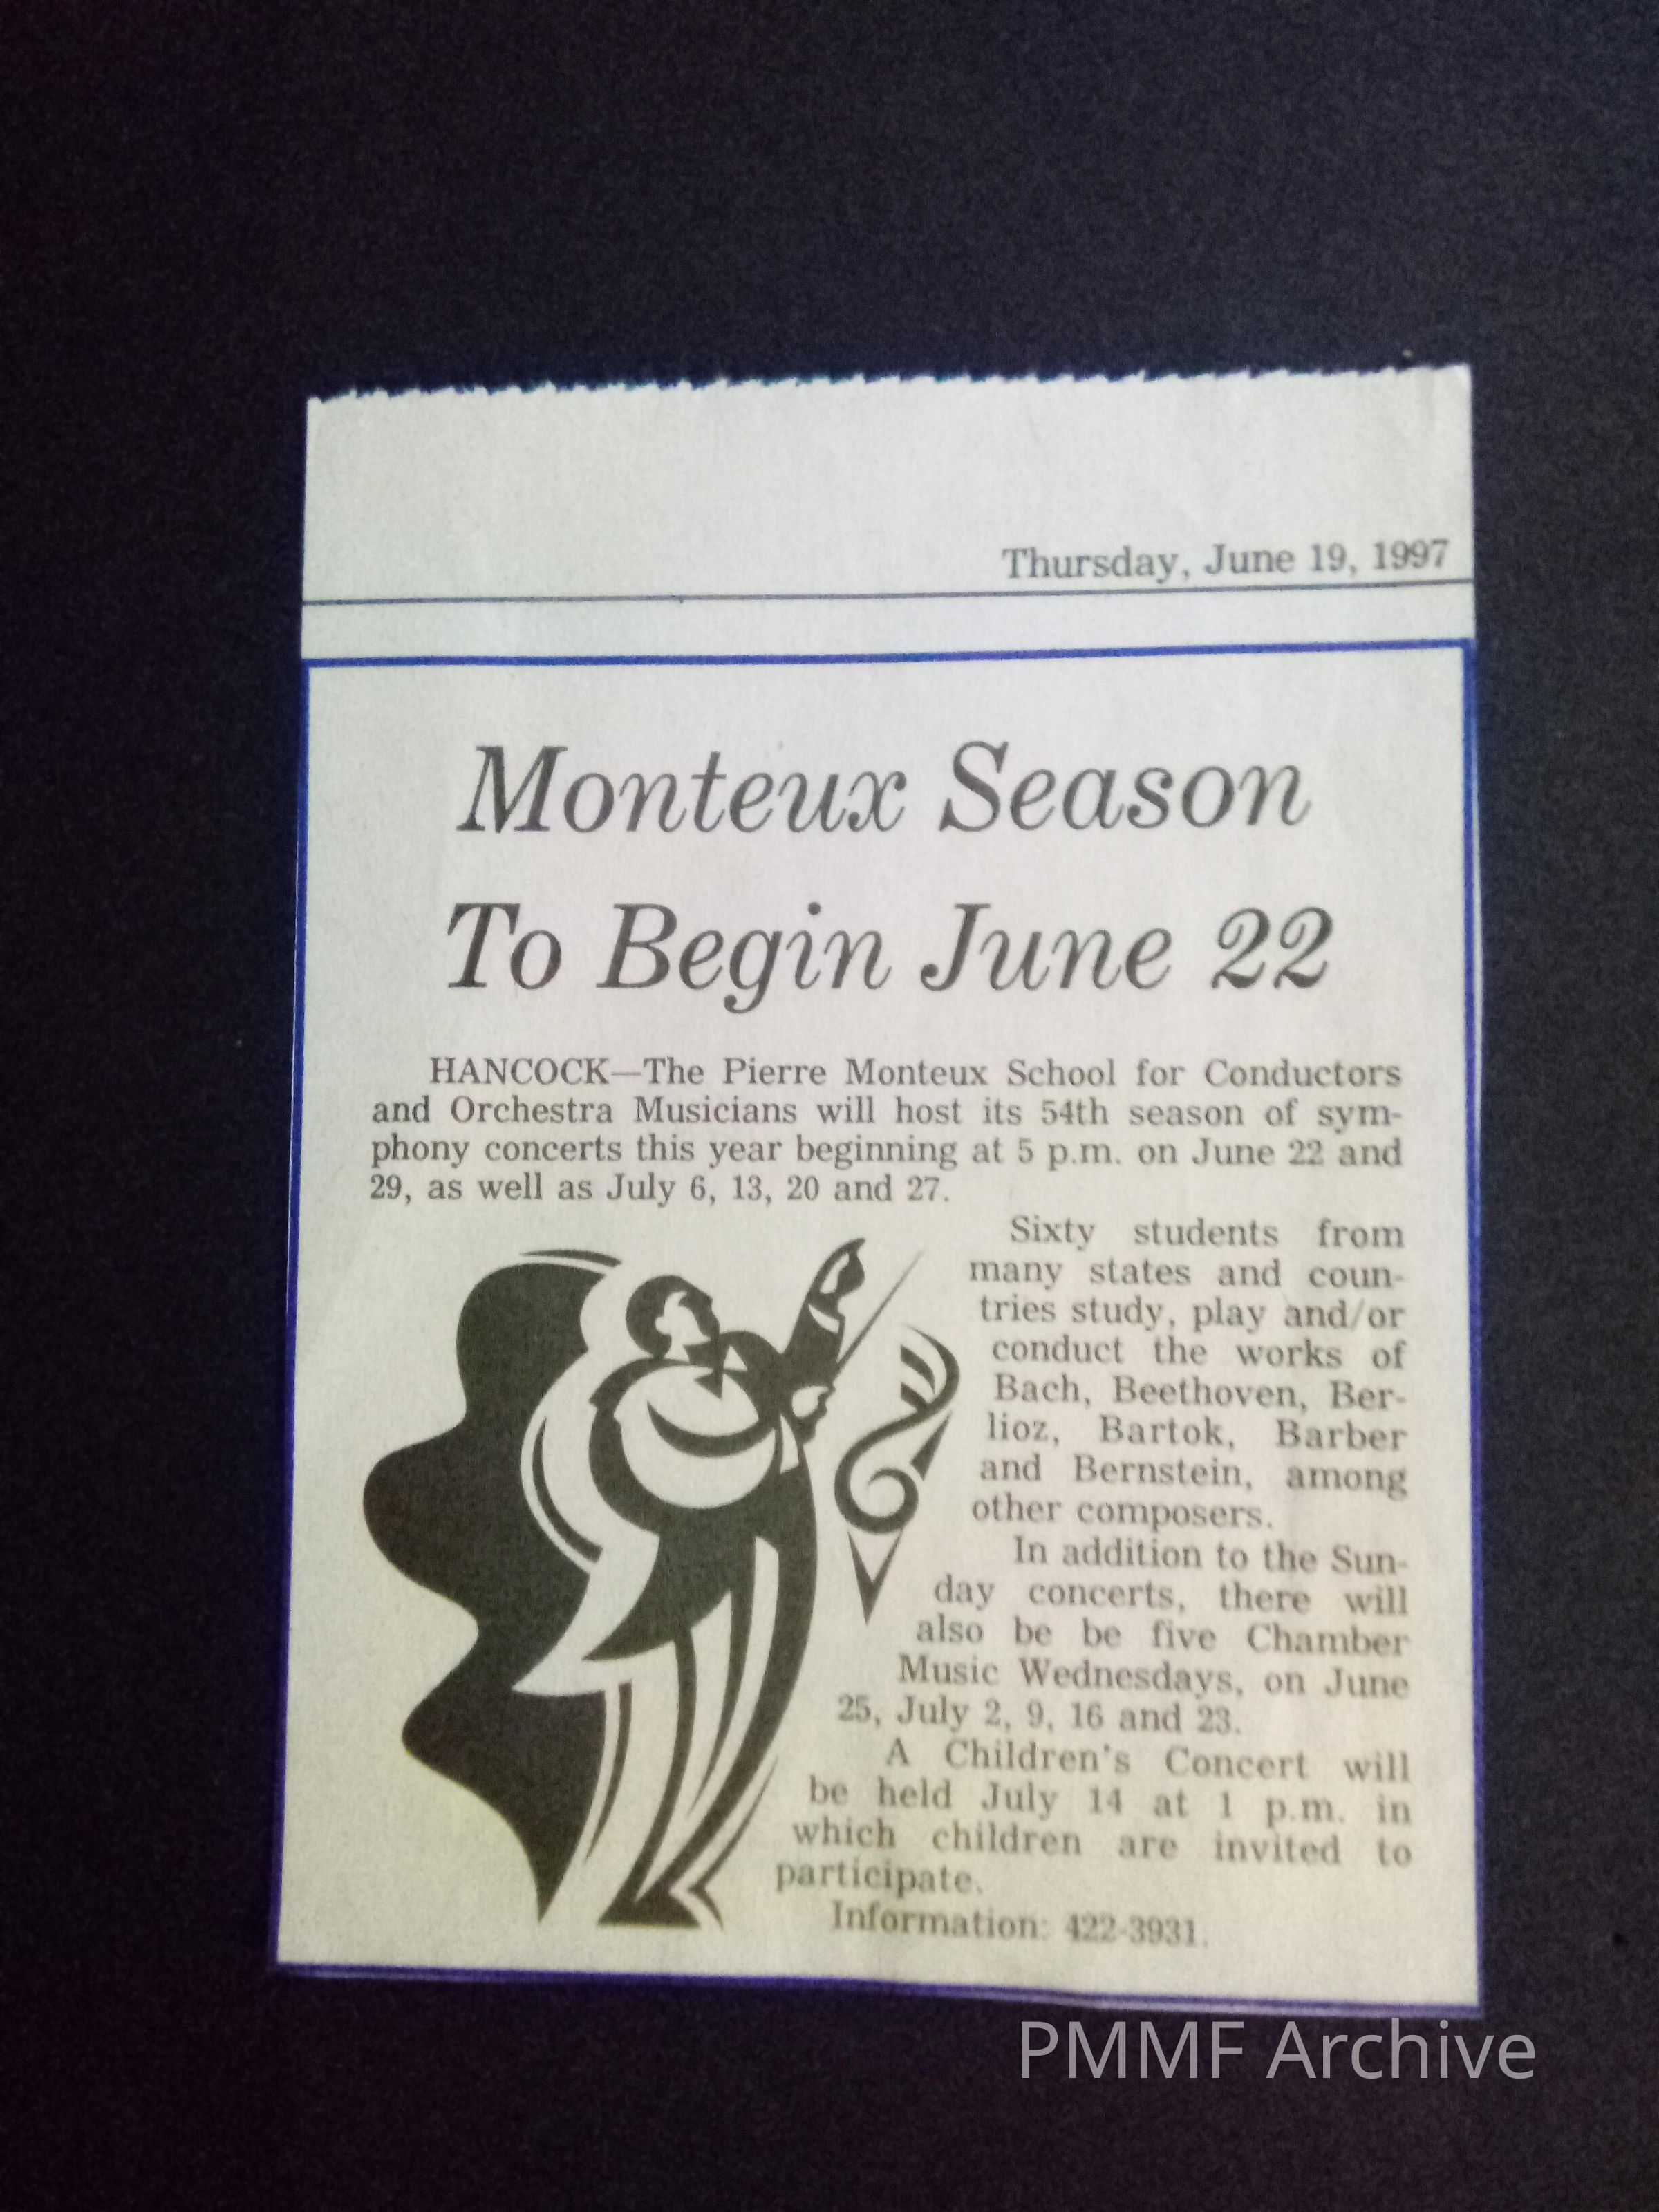 Thursday, June 19, 1997
Monteux Season
To Begin June 22
HANCOCK—The Pierre Monteux School for Conductors
and Orchestra Musicians will host its 54th season of sym-
phony concerts this year beginning at 5 p.m. on June 22 and
29, as well as July 6, 13, 20 and 27.
Sixty students from
many states and coun-
tries study, play and/or
conduct the works of
Bach, Beethoven, Ber-
lioz, Bartok, Barber
and Bernstein, among
other composers.
In addition to the Sun-
day concerts, there will
also be be five Chamber
Music Wednesdays, on June
25, July 2, 9, 16 and 23.
A Children's Concert will
be held July 14 at 1 p.m. in
which children are invited to
participate.
Information: 422-3931.
PMMF Archive